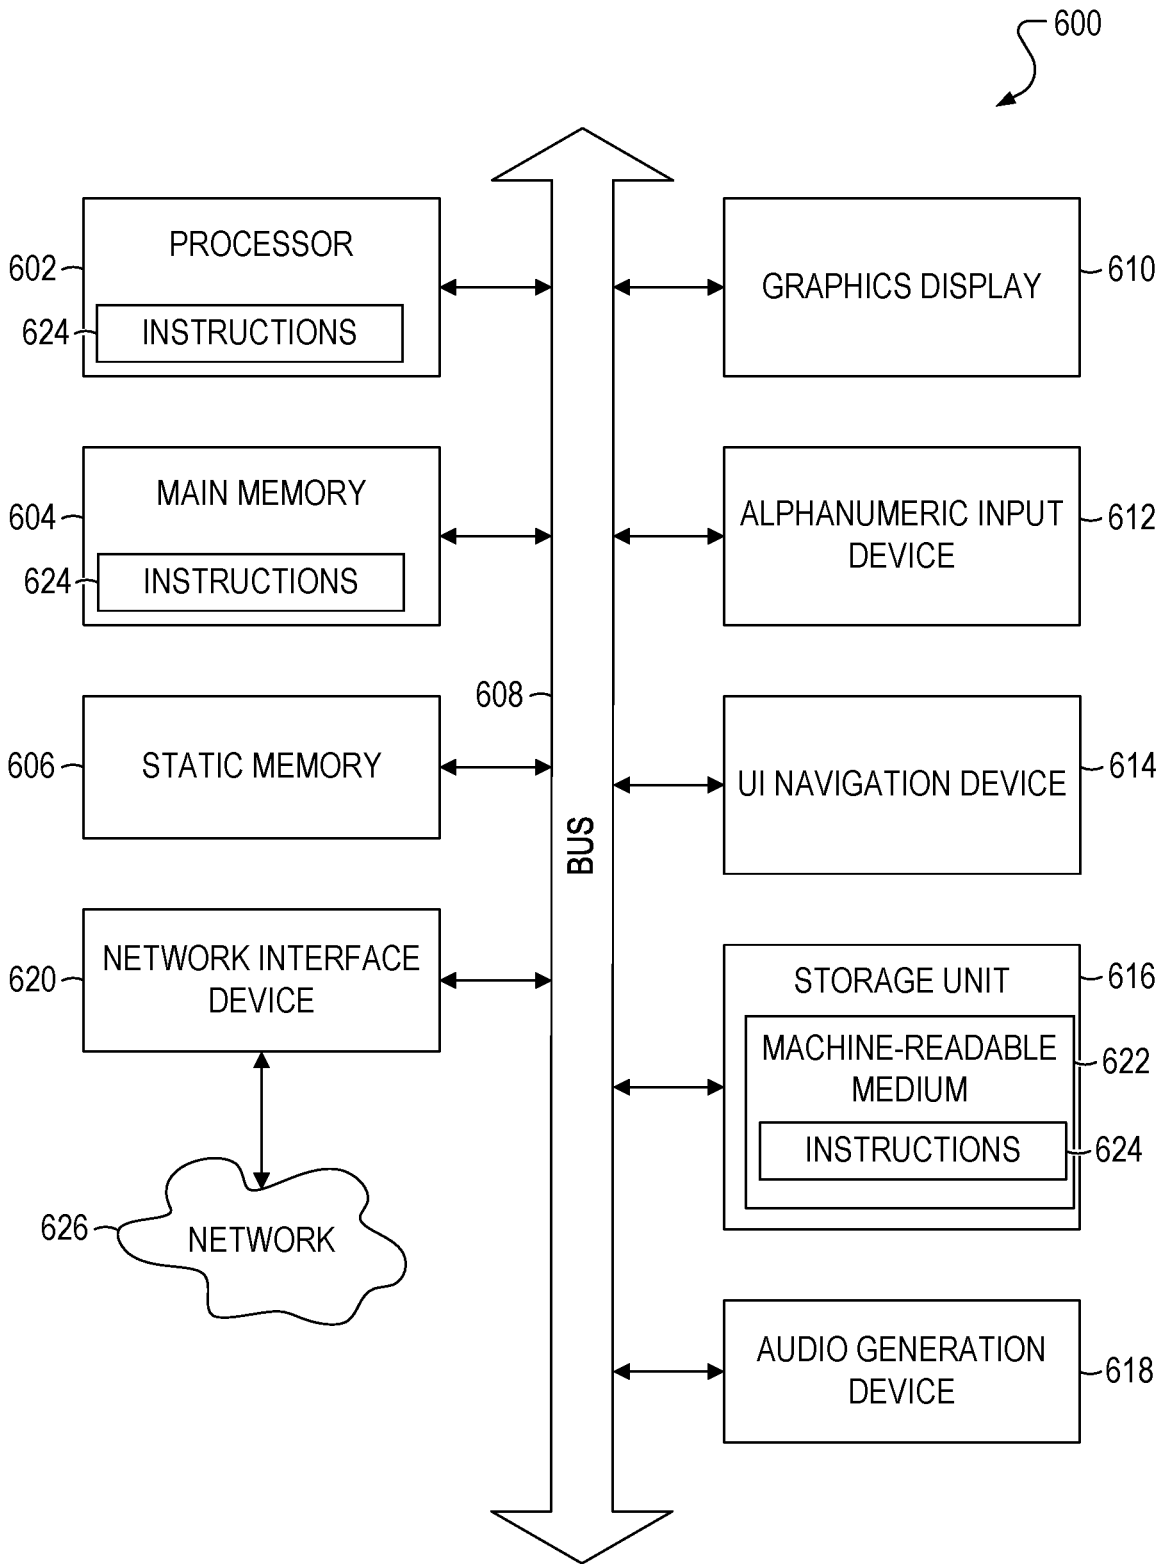 600
PROCESSOR
602
624
INSTRUCTIONS
MAIN MEMORY
604
624
INSTRUCTIONS
608
STATIC MEMORY
606
BUS
NETWORK INTERFACE
DEVICE
620
626
NETWORK
GRAPHICS DISPLAY
610
ALPHANUMERIC INPUT
DEVICE
612
UI NAVIGATION DEVICE
614
STORAGE UNIT
616
MACHINE-READABLE
MEDIUM
622
INSTRUCTIONS
624
AUDIO GENERATION
DEVICE
618